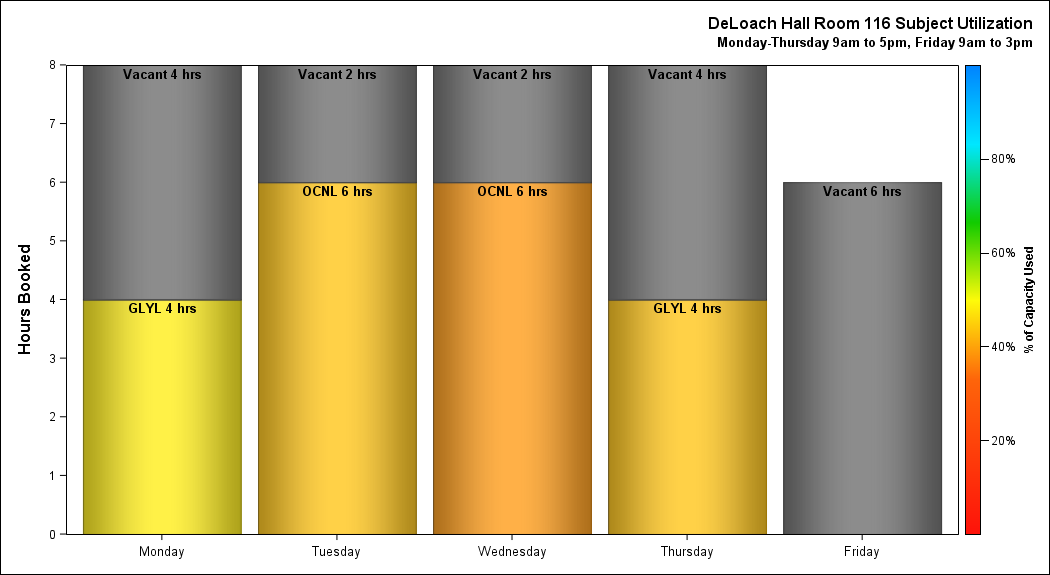 DeLoach Hall Room 116 Subject Utilization
Monday-Thursday 9am to 5pm, Friday 9am to 3pm
Hours Booked
8
7
6
5
4
3
2
1
0
Vacant 4 hrs
GLYL 4 hrs
Vacant 2 hrs
OCNL 6 hrs
Vacant 2 hrs
OCNL 6 hrs
Vacant 4 hrs
GLYL 4 hrs
Vacant 6 hrs
Monday
Tuesday
Wednesday
Thursday
Friday
80%
60%
40%
20%
% of Capacity Used